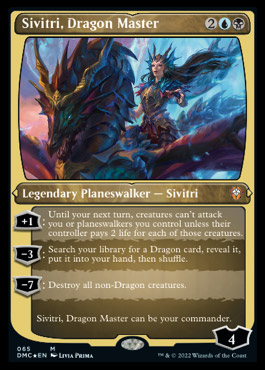 Sivitri, Dragon Master 2
Legendary Planeswalker — Sivitri
+1: Until your next turn, creatures can't attack
you or planeswalkers you control unless their
controller pays 2 life for each of those creatures.
−3: Search your library for a Dragon card, reveal it,
put it into your hand, then shuffle.
−7: Destroy all non-Dragon creatures.
Sivitri, Dragon Master can be your commander.
4
065 M
DMC★EN LIVIA PRIMA
™ & © 2022 Wizards of the Coast